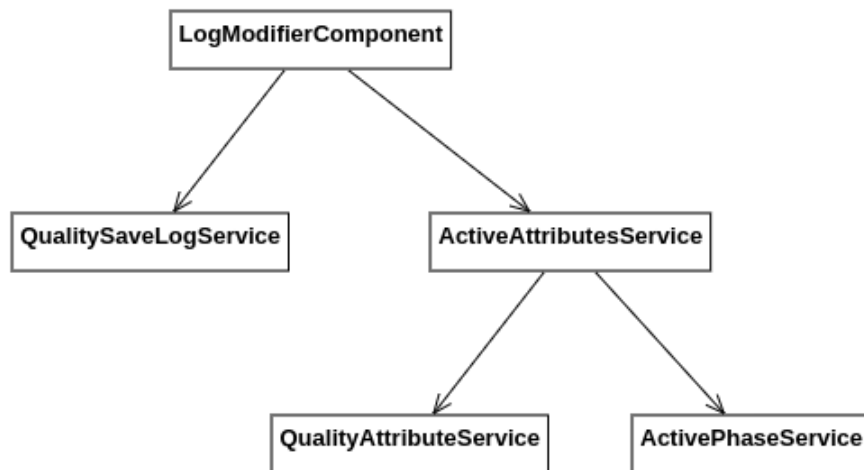 LogModifierComponent
QualitySaveLogService
ActiveAttributesService
QualityAttributeService
ActivePhaseService